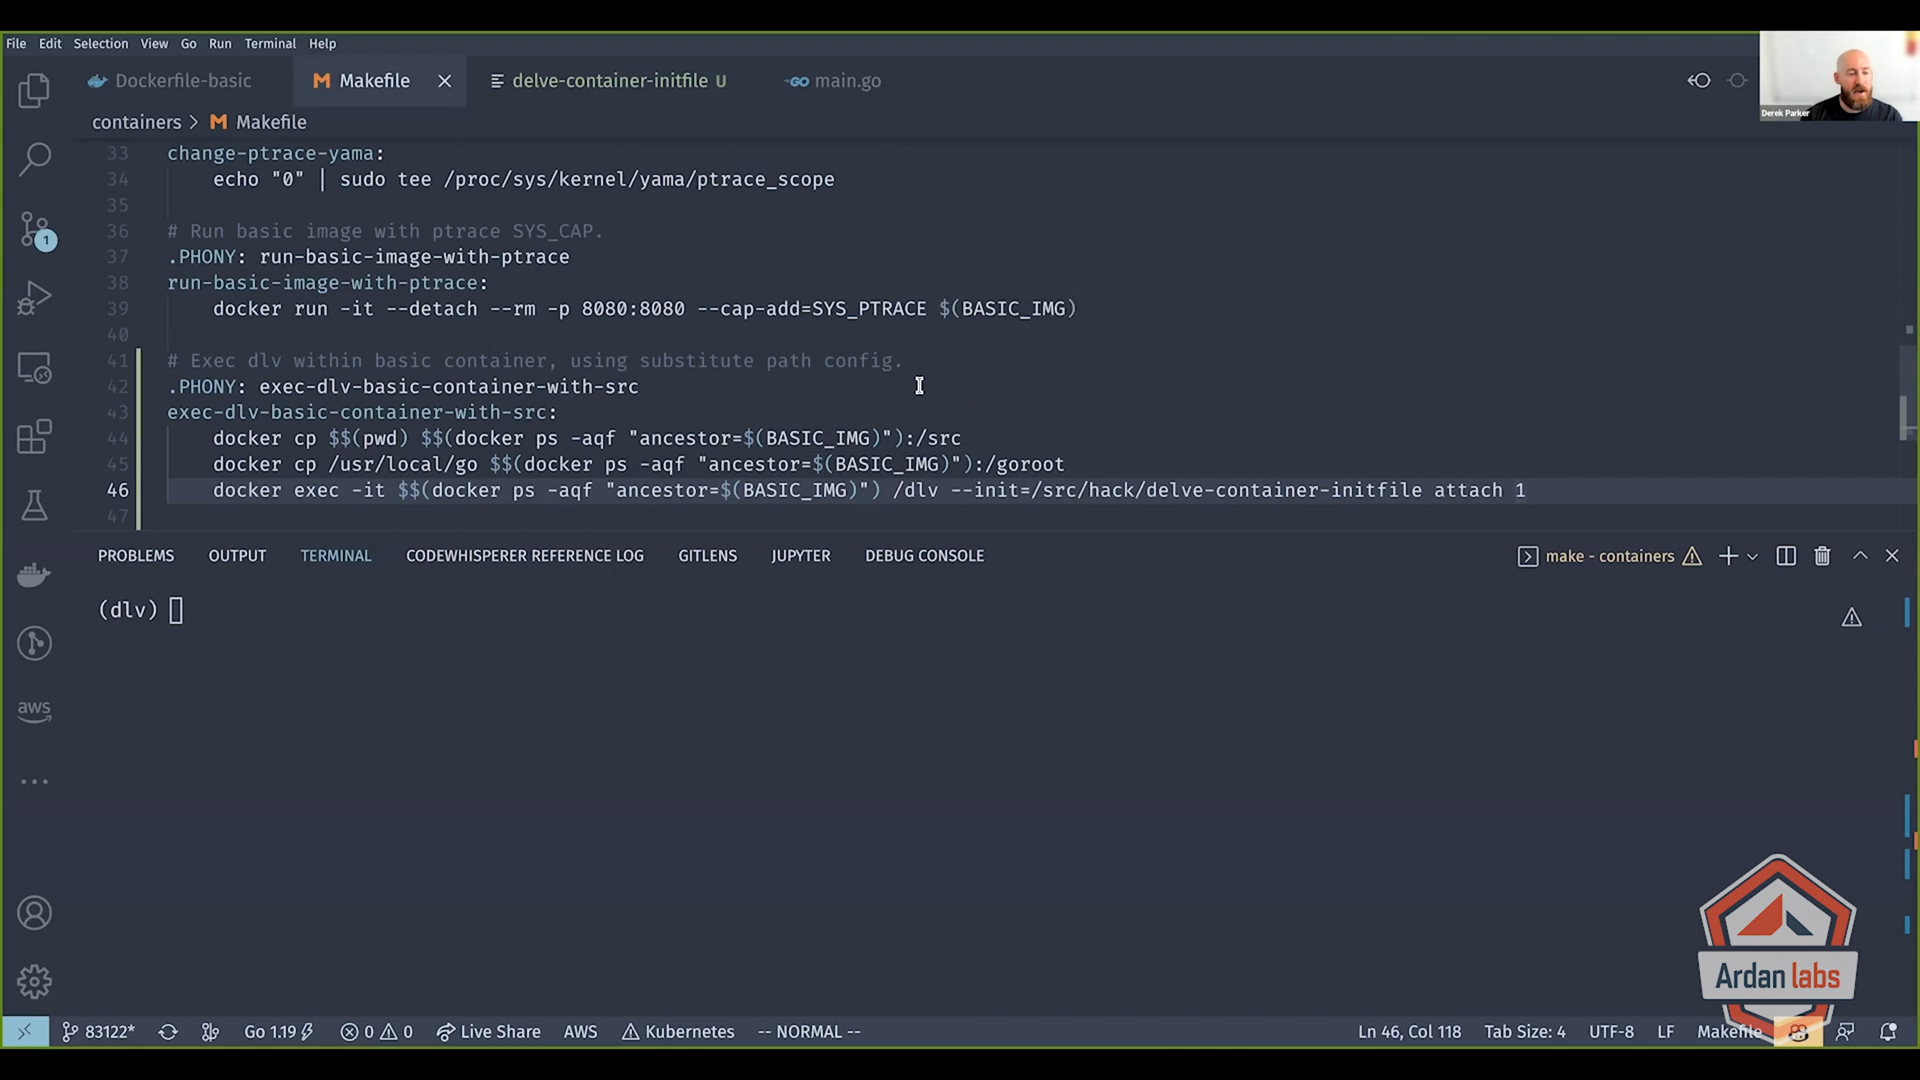 File Edit Selection View Go Run Terminal Help
Dockerfile-basic Makefile delve-container-initfile U main.go
Derek Parker
containers > Makefile
33 change-ptrace-yama:
34 echo "0" | sudo tee /proc/sys/kernel/yama/ptrace_scope
35
36 # Run basic image with ptrace SYS_CAP.
37 .PHONY: run-basic-image-with-ptrace
38 run-basic-image-with-ptrace:
39 docker run -it --detach --rm -p 8080:8080 --cap-add=SYS_PTRACE $(BASIC_IMG)
40
41 # Exec dlv within basic container, using substitute path config.
42 .PHONY: exec-dlv-basic-container-with-src
43 exec-dlv-basic-container-with-src:
44 docker cp $$(pwd) $$(docker ps -aqf "ancestor=$(BASIC_IMG)"):/src
45 docker cp /usr/local/go $$(docker ps -aqf "ancestor=$(BASIC_IMG)"):/goroot
46 docker exec -it $$(docker ps -aqf "ancestor=$(BASIC_IMG)") /dlv --init=/src/hack/delve-container-initfile attach 1
47
1
PROBLEMS OUTPUT TERMINAL CODEWHISPERER REFERENCE LOG GITLENS JUPYTER DEBUG CONSOLE make - containers
(dlv)
aws
Ardan labs
83122* Go 1.19 0 0 Live Share AWS Kubernetes -- NORMAL -- Ln 46, Col 118 Tab Size: 4 UTF-8 LF Makefile